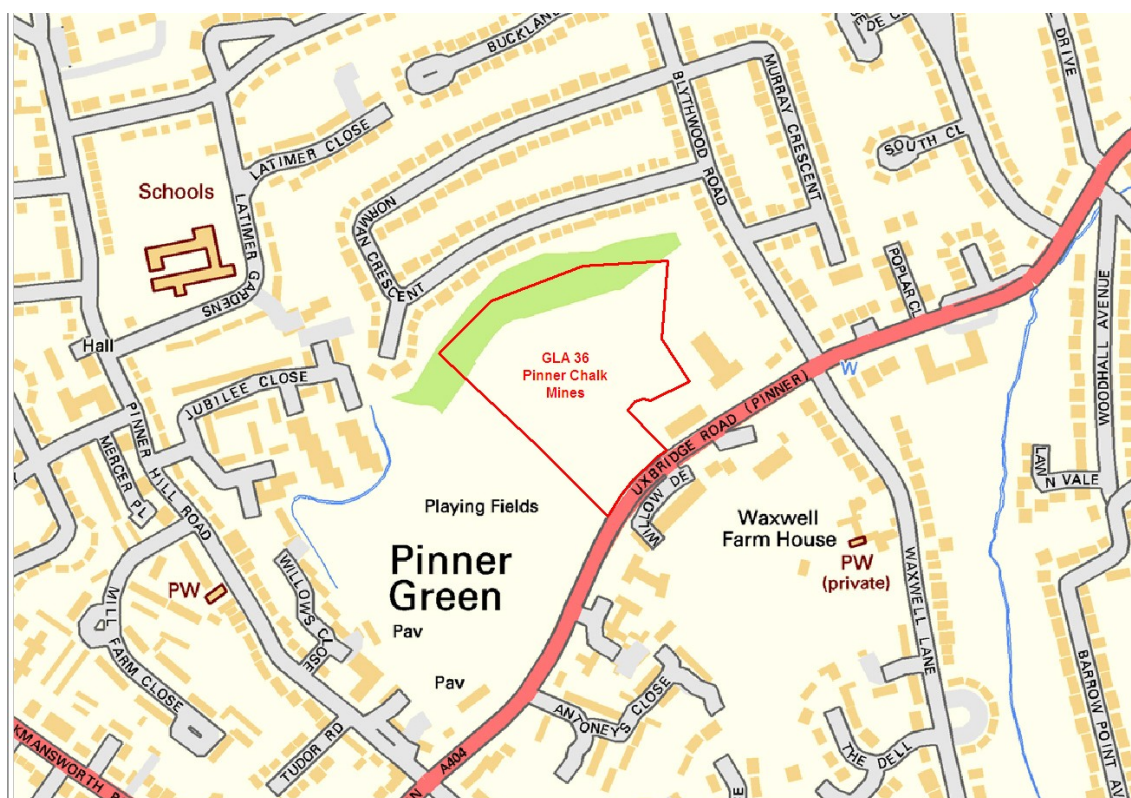 BUCKLAND
DE CL
DRIVE
BLYTHWOOD ROAD
MURRAY CRESCENT
LATIMER CLOSE
SOUTH CL
Schools
LATIMER GARDENS
NORMAN CRESCENT
POPLAR CL
WOODHALL AVENUE
Hall
GLA 36
Pinner Chalk
Mines
W
JUBILEE CLOSE
UXBRIDGE ROAD (PINNER)
PINNER HILL ROAD
MERCER PL
LAWN VALE
Playing Fields
WILLOW DE
Waxwell
Farm House
PW
(private)
Pinner
Green
PW
WILLOWS CLOSE
MILL FARM CLOSE
WAXWELL LANE
BARROW POINT AV
Pav
Pav
ANTONEYS CLOSE
TUDOR RD
THE DELL
KMANSWORTH R
A404
N